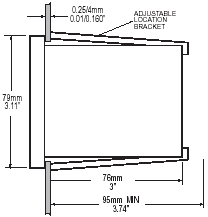 0.25/4mm
0.01/0.160"
ADJUSTABLE
LOCATION
BRACKET
79mm
3.11"
76mm
3"
95mm MIN
3.74"